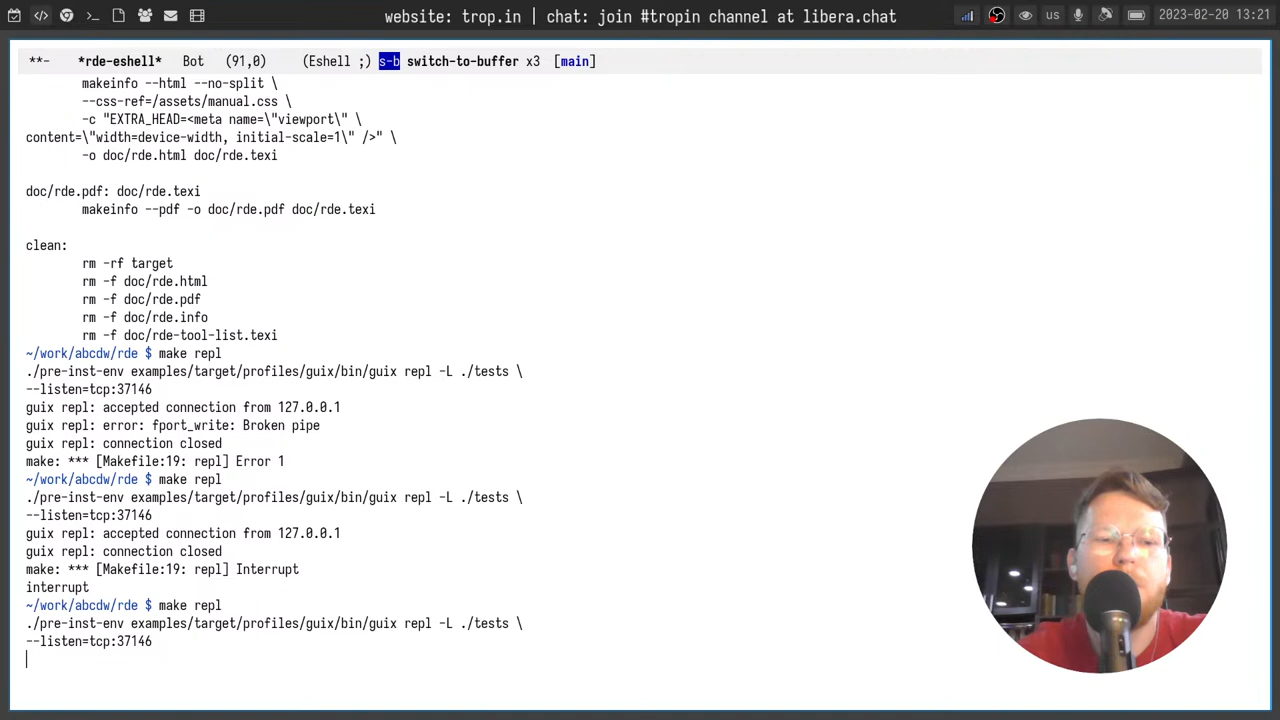 website: trop.in | chat: join #tropin channel at libera.chat
us
2023-02-20 13:21
**- *rde-eshell* Bot (91,0) (Eshell ;) s-b switch-to-buffer x3 [main]
makeinfo --html --no-split \
--css-ref=/assets/manual.css \
-c "EXTRA_HEAD=<meta name=\"viewport\" \
content=\"width=device-width, initial-scale=1\" />" \
-o doc/rde.html doc/rde.texi
doc/rde.pdf: doc/rde.texi
makeinfo --pdf -o doc/rde.pdf doc/rde.texi
clean:
rm -rf target
rm -f doc/rde.html
rm -f doc/rde.pdf
rm -f doc/rde.info
rm -f doc/rde-tool-list.texi
~/work/abcdw/rde $ make repl
./pre-inst-env examples/target/profiles/guix/bin/guix repl -L ./tests \
--listen=tcp:37146
guix repl: accepted connection from 127.0.0.1
guix repl: error: fport_write: Broken pipe
guix repl: connection closed
make: *** [Makefile:19: repl] Error 1
~/work/abcdw/rde $ make repl
./pre-inst-env examples/target/profiles/guix/bin/guix repl -L ./tests \
--listen=tcp:37146
guix repl: accepted connection from 127.0.0.1
guix repl: connection closed
make: *** [Makefile:19: repl] Interrupt
interrupt
~/work/abcdw/rde $ make repl
./pre-inst-env examples/target/profiles/guix/bin/guix repl -L ./tests \
--listen=tcp:37146